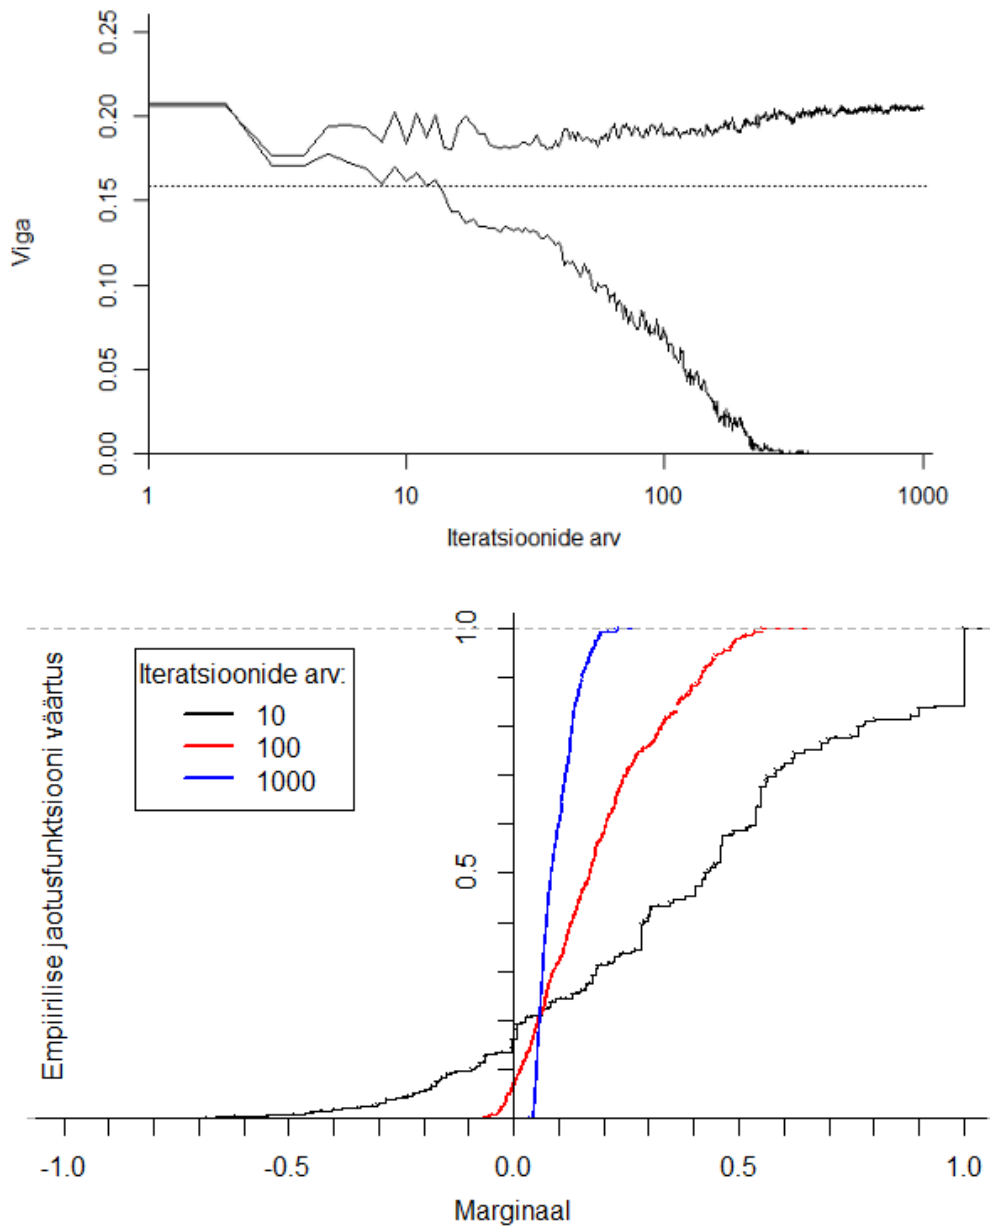 0.25
0.20
0.15
0.10
0.05
0.00
Viga
1 10 100 1000
Iteratsioonide arv
1.0
0.5
Empiirilise jaotusfunktsiooni väärtus
Iteratsioonide arv:
10
100
1000
-1.0 -0.5 0.0 0.5 1.0
Marginaal